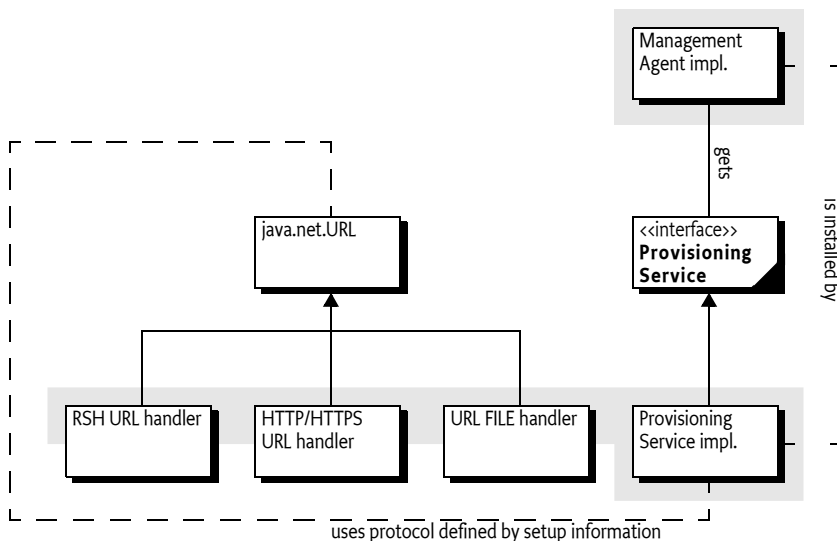 Management
Agent impl.
gets
java.net.URL
<<interface>>
Provisioning
Service
is installed by
RSH URL handler
HTTP/HTTPS
URL handler
URL FILE handler
Provisioning
Service impl.
uses protocol defined by setup information